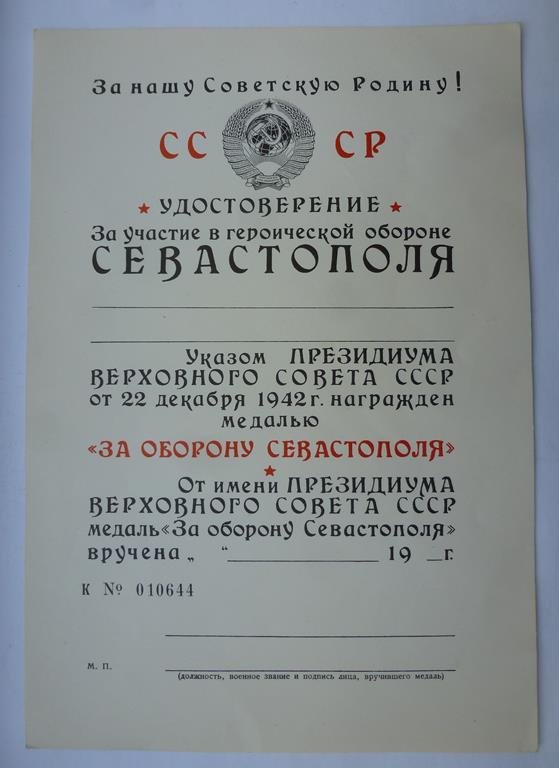 За нашу Советскую Родину!
СС СР
УДОСТОВЕРЕНИЕ
За участие в героической обороне
СЕВАСТОПОЛЯ
Указом ПРЕЗИДИУМА
ВЕРХОВНОГО СОВЕТА СССР
от 22 декабря 1942 г. награжден
медалью
«ЗА ОБОРОНУ СЕВАСТОПОЛЯ»
От имени ПРЕЗИДИУМА
ВЕРХОВНОГО СОВЕТА СССР
медаль «За оборону Севастополя»
вручена „ “ 19 г.
К № 010644
М. П.
(должность, военное звание и подпись лица, вручившего медаль)